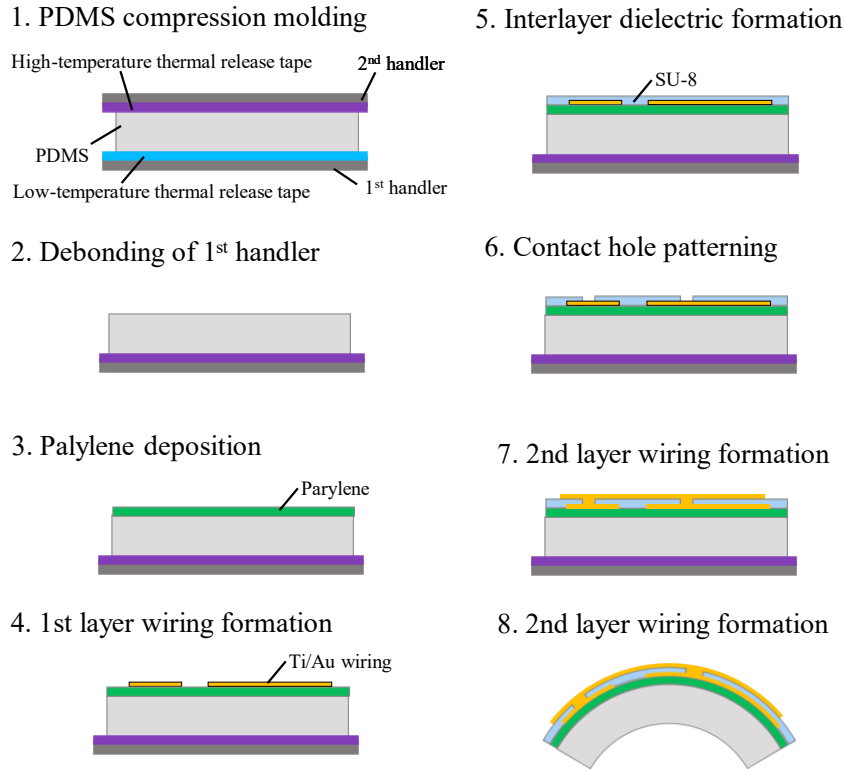 1. PDMS compression molding
High-temperature thermal release tape
2nd handler
PDMS
Low-temperature thermal release tape
1st handler
2. Debonding of 1st handler
3. Palylene deposition
Parylene
4. 1st layer wiring formation
Ti/Au wiring
5. Interlayer dielectric formation
SU-8
6. Contact hole patterning
7. 2nd layer wiring formation
8. 2nd layer wiring formation